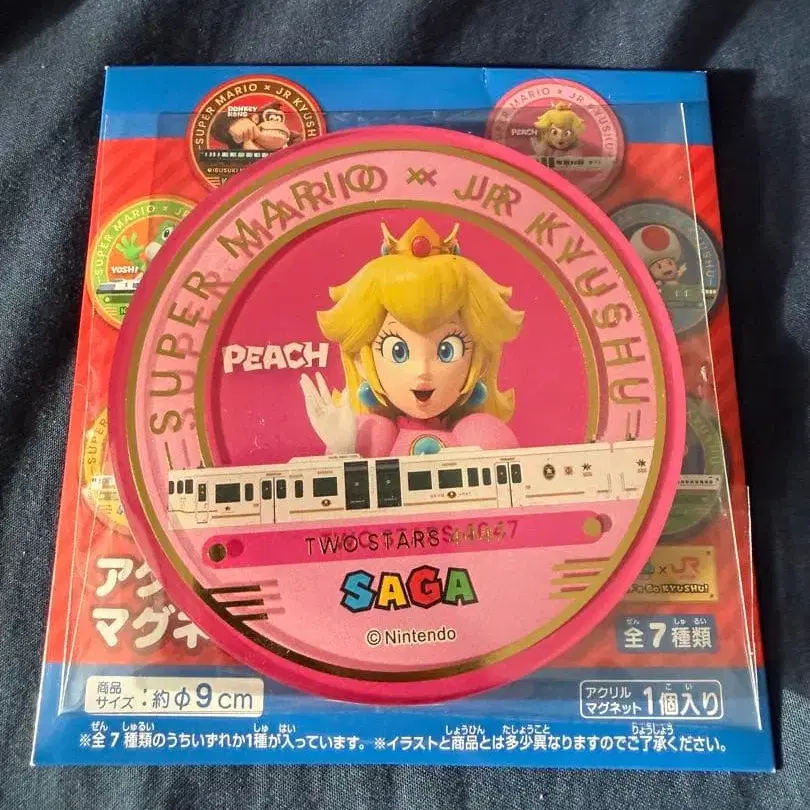 SUPER MARIO × JR KYUSHU
DONKEY KONG
SUPER MARIO × JR KYUSHU
PEACH
SUPER MARIO × JR KYUSHU
YOSHI
PEACH
TWO STARS 4047
SAGA
© Nintendo
アク
マグネ
JR
Go KYUSHU!
全7種類
商品サイズ：約φ9cm
アクリルマグネット 1個入り
※全7種類のうちいずれか1種が入っています。※イラストと商品とは多少異なりますのでご了承ください。